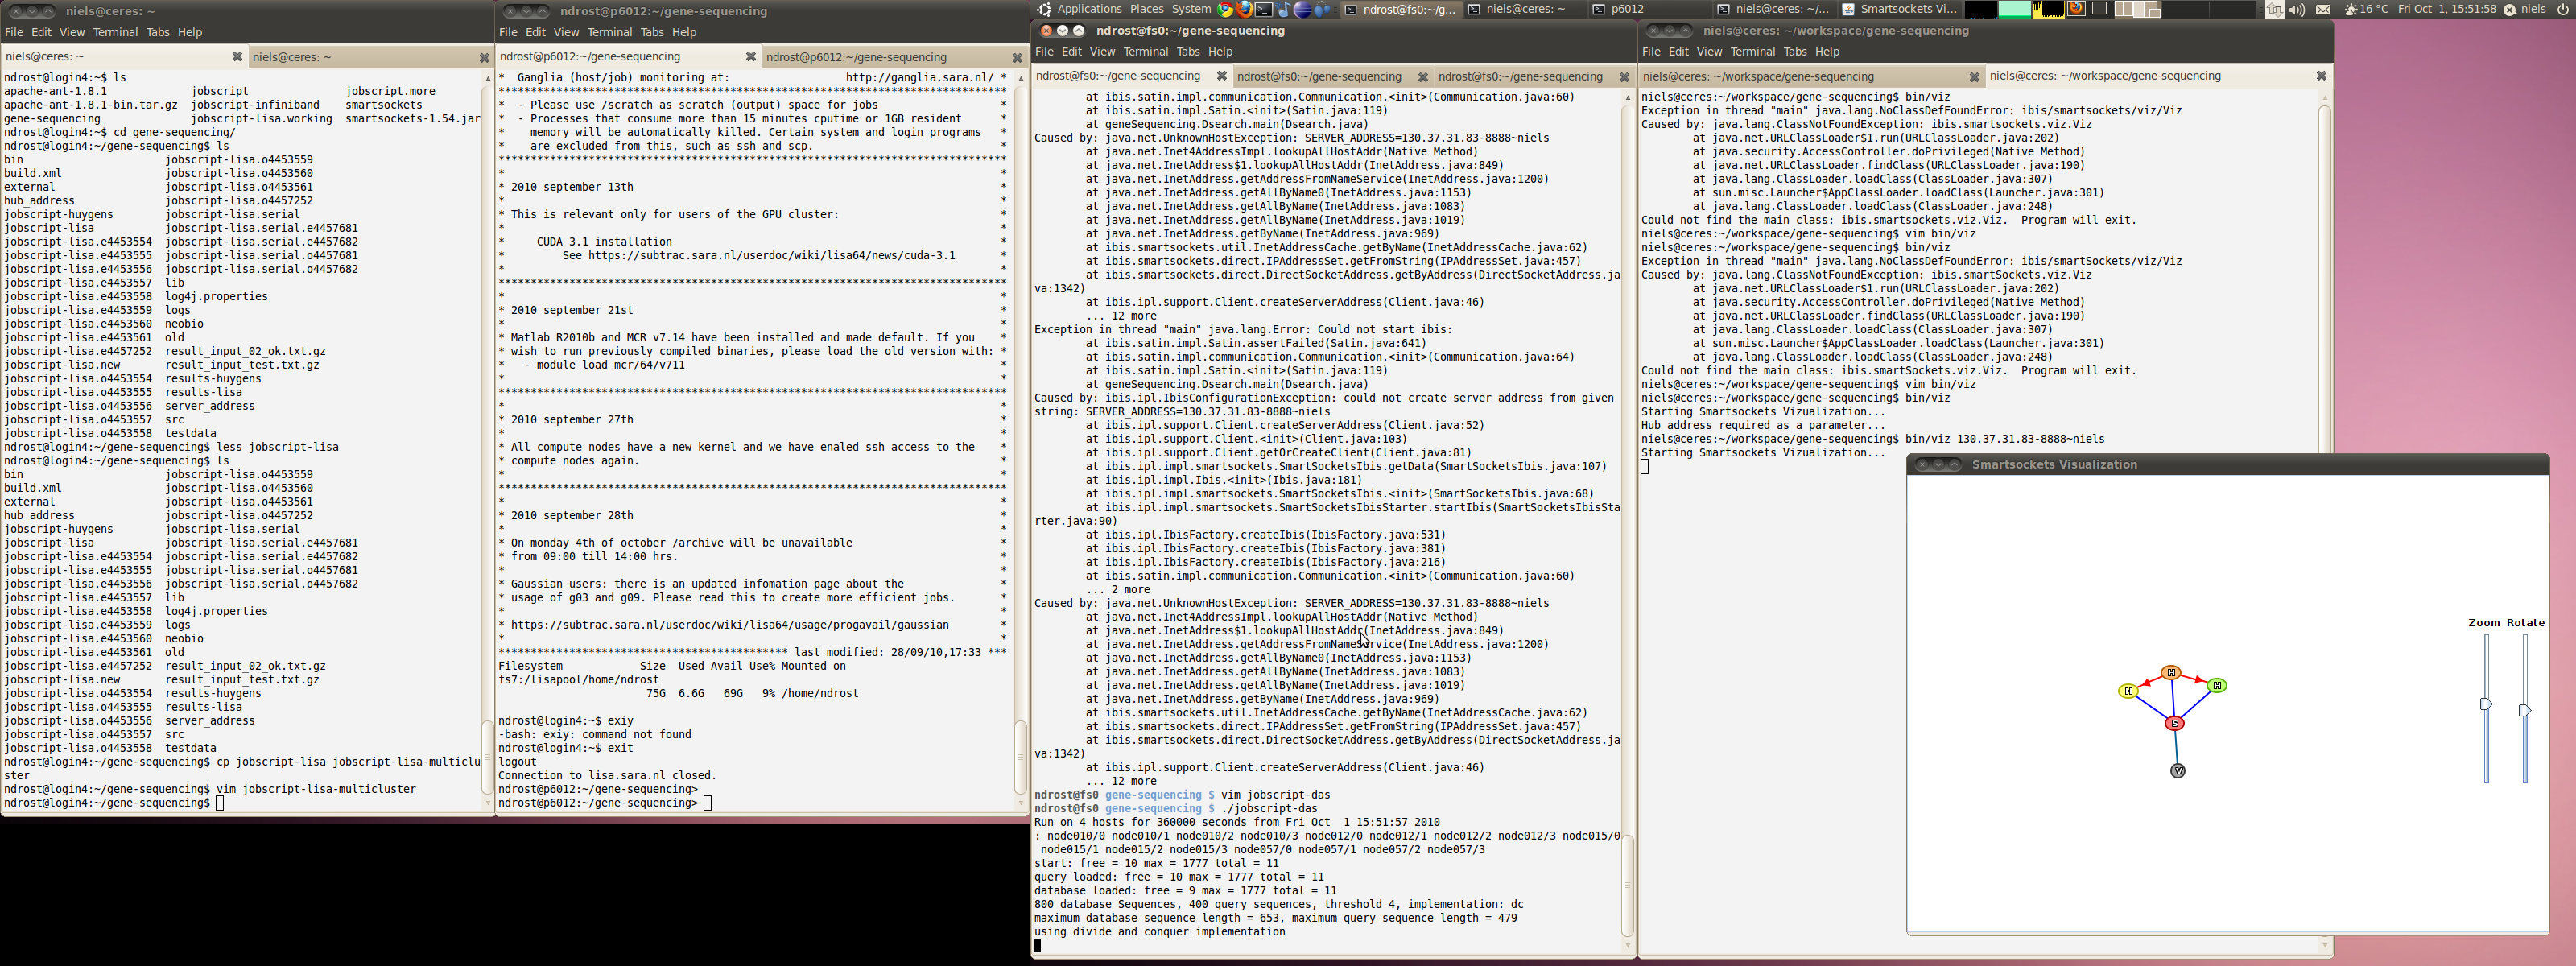 niels@ceres: ~
File Edit View Terminal Tabs Help
niels@ceres: ~
niels@ceres: ~
ndrost@login4:~$ ls
apache-ant-1.8.1 jobscript jobscript.more
apache-ant-1.8.1-bin.tar.gz jobscript-infiniband smartsockets
gene-sequencing jobscript-lisa.working smartsockets-1.54.jar
ndrost@login4:~$ cd gene-sequencing/
ndrost@login4:~/gene-sequencing$ ls
bin jobscript-lisa.o4453559
build.xml jobscript-lisa.o4453560
external jobscript-lisa.o4453561
hub_address jobscript-lisa.o4457252
jobscript-huygens jobscript-lisa.serial
jobscript-lisa jobscript-lisa.serial.e4457681
jobscript-lisa.e4453554 jobscript-lisa.serial.e4457682
jobscript-lisa.e4453555 jobscript-lisa.serial.o4457681
jobscript-lisa.e4453556 jobscript-lisa.serial.o4457682
jobscript-lisa.e4453557 lib
jobscript-lisa.e4453558 log4j.properties
jobscript-lisa.e4453559 logs
jobscript-lisa.e4453560 neobio
jobscript-lisa.e4453561 old
jobscript-lisa.e4457252 result_input_02_ok.txt.gz
jobscript-lisa.new result_input_test.txt.gz
jobscript-lisa.o4453554 results-huygens
jobscript-lisa.o4453555 results-lisa
jobscript-lisa.o4453556 server_address
jobscript-lisa.o4453557 src
jobscript-lisa.o4453558 testdata
ndrost@login4:~/gene-sequencing$ less jobscript-lisa
ndrost@login4:~/gene-sequencing$ ls
bin jobscript-lisa.o4453559
build.xml jobscript-lisa.o4453560
external jobscript-lisa.o4453561
hub_address jobscript-lisa.o4457252
jobscript-huygens jobscript-lisa.serial
jobscript-lisa jobscript-lisa.serial.e4457681
jobscript-lisa.e4453554 jobscript-lisa.serial.e4457682
jobscript-lisa.e4453555 jobscript-lisa.serial.o4457681
jobscript-lisa.e4453556 jobscript-lisa.serial.o4457682
jobscript-lisa.e4453557 lib
jobscript-lisa.e4453558 log4j.properties
jobscript-lisa.e4453559 logs
jobscript-lisa.e4453560 neobio
jobscript-lisa.e4453561 old
jobscript-lisa.e4457252 result_input_02_ok.txt.gz
jobscript-lisa.new result_input_test.txt.gz
jobscript-lisa.o4453554 results-huygens
jobscript-lisa.o4453555 results-lisa
jobscript-lisa.o4453556 server_address
jobscript-lisa.o4453557 src
jobscript-lisa.o4453558 testdata
ndrost@login4:~/gene-sequencing$ cp jobscript-lisa jobscript-lisa-multiclu
ster
ndrost@login4:~/gene-sequencing$ vim jobscript-lisa-multicluster
ndrost@login4:~/gene-sequencing$
ndrost@p6012:~/gene-sequencing
File Edit View Terminal Tabs Help
ndrost@p6012:~/gene-sequencing
ndrost@p6012:~/gene-sequencing
* Ganglia (host/job) monitoring at: http://ganglia.sara.nl/ *
*******************************************************************************
* - Please use /scratch as scratch (output) space for jobs *
* - Processes that consume more than 15 minutes cputime or 1GB resident *
* memory will be automatically killed. Certain system and login programs *
* are excluded from this, such as ssh and scp. *
*******************************************************************************
* *
* 2010 september 13th *
* *
* This is relevant only for users of the GPU cluster: *
* *
* CUDA 3.1 installation *
* See https://subtrac.sara.nl/userdoc/wiki/lisa64/news/cuda-3.1 *
* *
*******************************************************************************
* *
* 2010 september 21st *
* *
* Matlab R2010b and MCR v7.14 have been installed and made default. If you *
* wish to run previously compiled binaries, please load the old version with: *
* - module load mcr/64/v711 *
* *
*******************************************************************************
* *
* 2010 september 27th *
* *
* All compute nodes have a new kernel and we have enaled ssh access to the *
* compute nodes again. *
* *
*******************************************************************************
* *
* 2010 september 28th *
* *
* On monday 4th of october /archive will be unavailable *
* from 09:00 till 14:00 hrs. *
* *
* Gaussian users: there is an updated infomation page about the *
* usage of g03 and g09. Please read this to create more efficient jobs. *
* *
* https://subtrac.sara.nl/userdoc/wiki/lisa64/usage/progavail/gaussian *
* *
********************************************* last modified: 28/09/10,17:33 ***
Filesystem Size Used Avail Use% Mounted on
fs7:/lisapool/home/ndrost
75G 6.6G 69G 9% /home/ndrost
ndrost@login4:~$ exiy
-bash: exiy: command not found
ndrost@login4:~$ exit
logout
Connection to lisa.sara.nl closed.
ndrost@p6012:~/gene-sequencing>
ndrost@p6012:~/gene-sequencing>
Applications Places System ndrost@fs0:~/g... niels@ceres: ~ p6012 niels@ceres: ~/... Smartsockets Vi... 16 °C Fri Oct 1, 15:51:58 niels
ndrost@fs0:~/gene-sequencing
File Edit View Terminal Tabs Help
ndrost@fs0:~/gene-sequencing
ndrost@fs0:~/gene-sequencing
ndrost@fs0:~/gene-sequencing
at ibis.satin.impl.communication.Communication.<init>(Communication.java:60)
at ibis.satin.impl.Satin.<init>(Satin.java:119)
at geneSequencing.Dsearch.main(Dsearch.java)
Caused by: java.net.UnknownHostException: SERVER_ADDRESS=130.37.31.83-8888~niels
at java.net.Inet4AddressImpl.lookupAllHostAddr(Native Method)
at java.net.InetAddress$1.lookupAllHostAddr(InetAddress.java:849)
at java.net.InetAddress.getAddressFromNameService(InetAddress.java:1200)
at java.net.InetAddress.getAllByName0(InetAddress.java:1153)
at java.net.InetAddress.getAllByName(InetAddress.java:1083)
at java.net.InetAddress.getAllByName(InetAddress.java:1019)
at java.net.InetAddress.getByName(InetAddress.java:969)
at ibis.smartsockets.util.InetAddressCache.getByName(InetAddressCache.java:62)
at ibis.smartsockets.direct.IPAddressSet.getFromString(IPAddressSet.java:457)
at ibis.smartsockets.direct.DirectSocketAddress.getByAddress(DirectSocketAddress.ja
va:1342)
at ibis.ipl.support.Client.createServerAddress(Client.java:46)
... 12 more
Exception in thread "main" java.lang.Error: Could not start ibis:
at ibis.satin.impl.Satin.assertFailed(Satin.java:641)
at ibis.satin.impl.communication.Communication.<init>(Communication.java:64)
at ibis.satin.impl.Satin.<init>(Satin.java:119)
at geneSequencing.Dsearch.main(Dsearch.java)
Caused by: ibis.ipl.IbisConfigurationException: could not create server address from given
string: SERVER_ADDRESS=130.37.31.83-8888~niels
at ibis.ipl.support.Client.createServerAddress(Client.java:52)
at ibis.ipl.support.Client.<init>(Client.java:103)
at ibis.ipl.support.Client.getOrCreateClient(Client.java:81)
at ibis.ipl.impl.smartsockets.SmartSocketsIbis.getData(SmartSocketsIbis.java:107)
at ibis.ipl.impl.Ibis.<init>(Ibis.java:181)
at ibis.ipl.impl.smartsockets.SmartSocketsIbis.<init>(SmartSocketsIbis.java:68)
at ibis.ipl.impl.smartsockets.SmartSocketsIbisStarter.startIbis(SmartSocketsIbisSta
rter.java:90)
at ibis.ipl.IbisFactory.createIbis(IbisFactory.java:531)
at ibis.ipl.IbisFactory.createIbis(IbisFactory.java:381)
at ibis.ipl.IbisFactory.createIbis(IbisFactory.java:216)
at ibis.satin.impl.communication.Communication.<init>(Communication.java:60)
... 2 more
Caused by: java.net.UnknownHostException: SERVER_ADDRESS=130.37.31.83-8888~niels
at java.net.Inet4AddressImpl.lookupAllHostAddr(Native Method)
at java.net.InetAddress$1.lookupAllHostAddr(InetAddress.java:849)
at java.net.InetAddress.getAddressFromNameService(InetAddress.java:1200)
at java.net.InetAddress.getAllByName0(InetAddress.java:1153)
at java.net.InetAddress.getAllByName(InetAddress.java:1083)
at java.net.InetAddress.getAllByName(InetAddress.java:1019)
at java.net.InetAddress.getByName(InetAddress.java:969)
at ibis.smartsockets.util.InetAddressCache.getByName(InetAddressCache.java:62)
at ibis.smartsockets.direct.IPAddressSet.getFromString(IPAddressSet.java:457)
at ibis.smartsockets.direct.DirectSocketAddress.getByAddress(DirectSocketAddress.ja
va:1342)
at ibis.ipl.support.Client.createServerAddress(Client.java:46)
... 12 more
ndrost@fs0 gene-sequencing $ vim jobscript-das
ndrost@fs0 gene-sequencing $ ./jobscript-das
Run on 4 hosts for 360000 seconds from Fri Oct 1 15:51:57 2010
: node010/0 node010/1 node010/2 node010/3 node012/0 node012/1 node012/2 node012/3 node015/0
node015/1 node015/2 node015/3 node057/0 node057/1 node057/2 node057/3
start: free = 10 max = 1777 total = 11
query loaded: free = 10 max = 1777 total = 11
database loaded: free = 9 max = 1777 total = 11
800 database Sequences, 400 query sequences, threshold 4, implementation: dc
maximum database sequence length = 653, maximum query sequence length = 479
using divide and conquer implementation
niels@ceres: ~/workspace/gene-sequencing
File Edit View Terminal Tabs Help
niels@ceres: ~/workspace/gene-sequencing
niels@ceres: ~/workspace/gene-sequencing
niels@ceres:~/workspace/gene-sequencing$ bin/viz
Exception in thread "main" java.lang.NoClassDefFoundError: ibis/smartsockets/viz/Viz
Caused by: java.lang.ClassNotFoundException: ibis.smartsockets.viz.Viz
at java.net.URLClassLoader$1.run(URLClassLoader.java:202)
at java.security.AccessController.doPrivileged(Native Method)
at java.net.URLClassLoader.findClass(URLClassLoader.java:190)
at java.lang.ClassLoader.loadClass(ClassLoader.java:307)
at sun.misc.Launcher$AppClassLoader.loadClass(Launcher.java:301)
at java.lang.ClassLoader.loadClass(ClassLoader.java:248)
Could not find the main class: ibis.smartsockets.viz.Viz. Program will exit.
niels@ceres:~/workspace/gene-sequencing$ vim bin/viz
niels@ceres:~/workspace/gene-sequencing$ bin/viz
Exception in thread "main" java.lang.NoClassDefFoundError: ibis/smartSockets/viz/Viz
Caused by: java.lang.ClassNotFoundException: ibis.smartSockets.viz.Viz
at java.net.URLClassLoader$1.run(URLClassLoader.java:202)
at java.security.AccessController.doPrivileged(Native Method)
at java.net.URLClassLoader.findClass(URLClassLoader.java:190)
at java.lang.ClassLoader.loadClass(ClassLoader.java:307)
at sun.misc.Launcher$AppClassLoader.loadClass(Launcher.java:301)
at java.lang.ClassLoader.loadClass(ClassLoader.java:248)
Could not find the main class: ibis.smartSockets.viz.Viz. Program will exit.
niels@ceres:~/workspace/gene-sequencing$ vim bin/viz
niels@ceres:~/workspace/gene-sequencing$ bin/viz
Starting Smartsockets Vizualization...
Hub address required as a parameter...
niels@ceres:~/workspace/gene-sequencing$ bin/viz 130.37.31.83-8888~niels
Starting Smartsockets Vizualization...
Smartsockets Visualization
Zoom Rotate
H
H
H
S
V